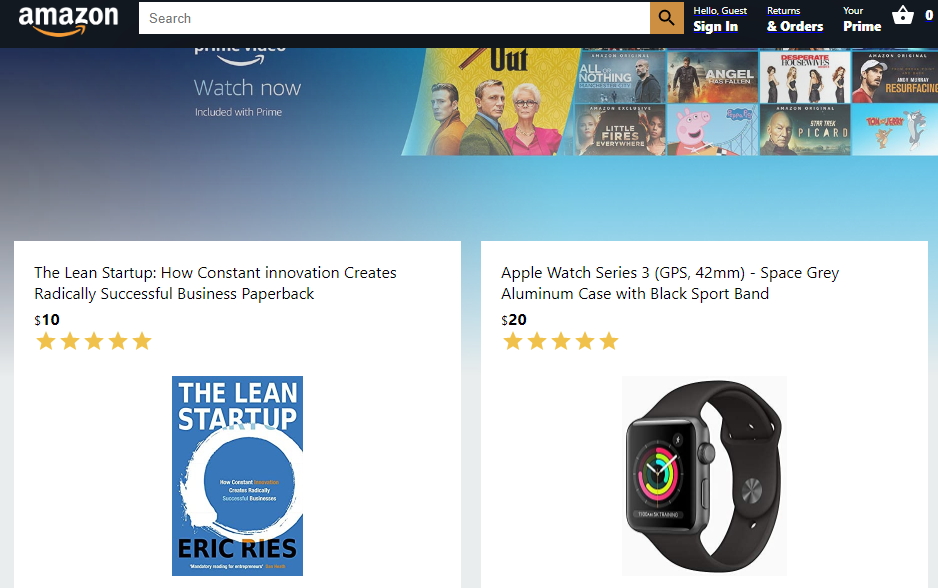 amazon
Search
Hello, Guest
Sign In
Returns
& Orders
Your
Prime
0
prime video
Watch now
Included with Prime
Out
AMAZON ORIGINAL
ALL OR
NOTHING
MANCHESTER CITY
ANGEL
HAS FALLEN
DESPERATE
HOUSEWIVES
AMAZON ORIGINAL
ANDY MURRAY
RESURFACING
AMAZON EXCLUSIVE
LITTLE
FIRES
EVERYWHERE
Peppa Pig
AMAZON ORIGINAL
STAR TREK
PICARD
TOM and JERRY
The Lean Startup: How Constant innovation Creates
Radically Successful Business Paperback
$10
THE LEAN
STARTUP
How Constant Innovation
Creates Radically
Successful Businesses
ERIC RIES
'Mandatory reading for entrepreneurs'
Apple Watch Series 3 (GPS, 42mm) - Space Grey
Aluminum Case with Black Sport Band
$20